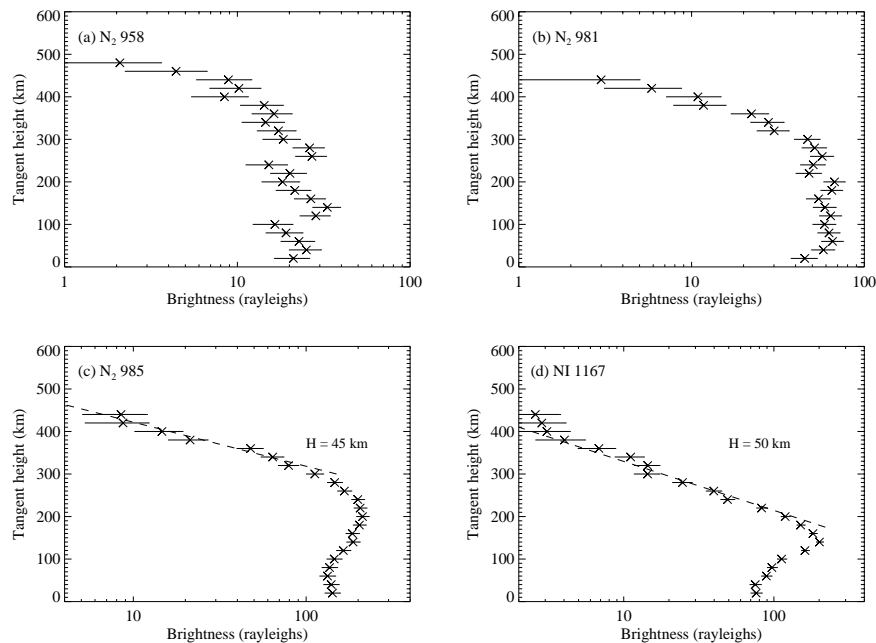 (a) N₂ 958
Tangent height (km)
600
500
400
300
200
100
0
1
10
100
Brightness (rayleighs)
(b) N₂ 981
Tangent height (km)
600
500
400
300
200
100
0
1
10
100
Brightness (rayleighs)
(c) N₂ 985
H = 45 km
Tangent height (km)
600
500
400
300
200
100
0
10
100
Brightness (rayleighs)
(d) NI 1167
H = 50 km
Tangent height (km)
600
500
400
300
200
100
0
10
100
Brightness (rayleighs)